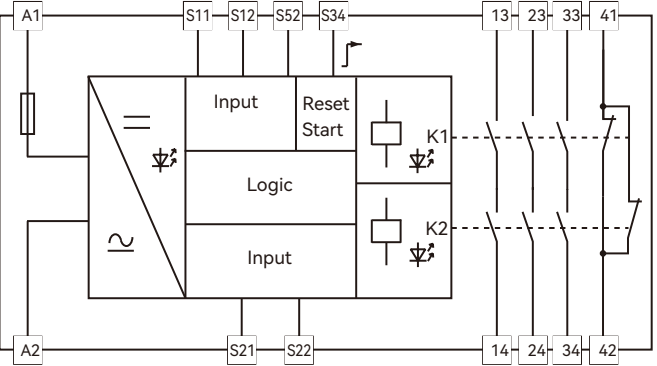 A1 S11 S12 S52 S34 13 23 33 41
Input
Reset
Start
K1
Logic
K2
Input
A2 S21 S22 14 24 34 42